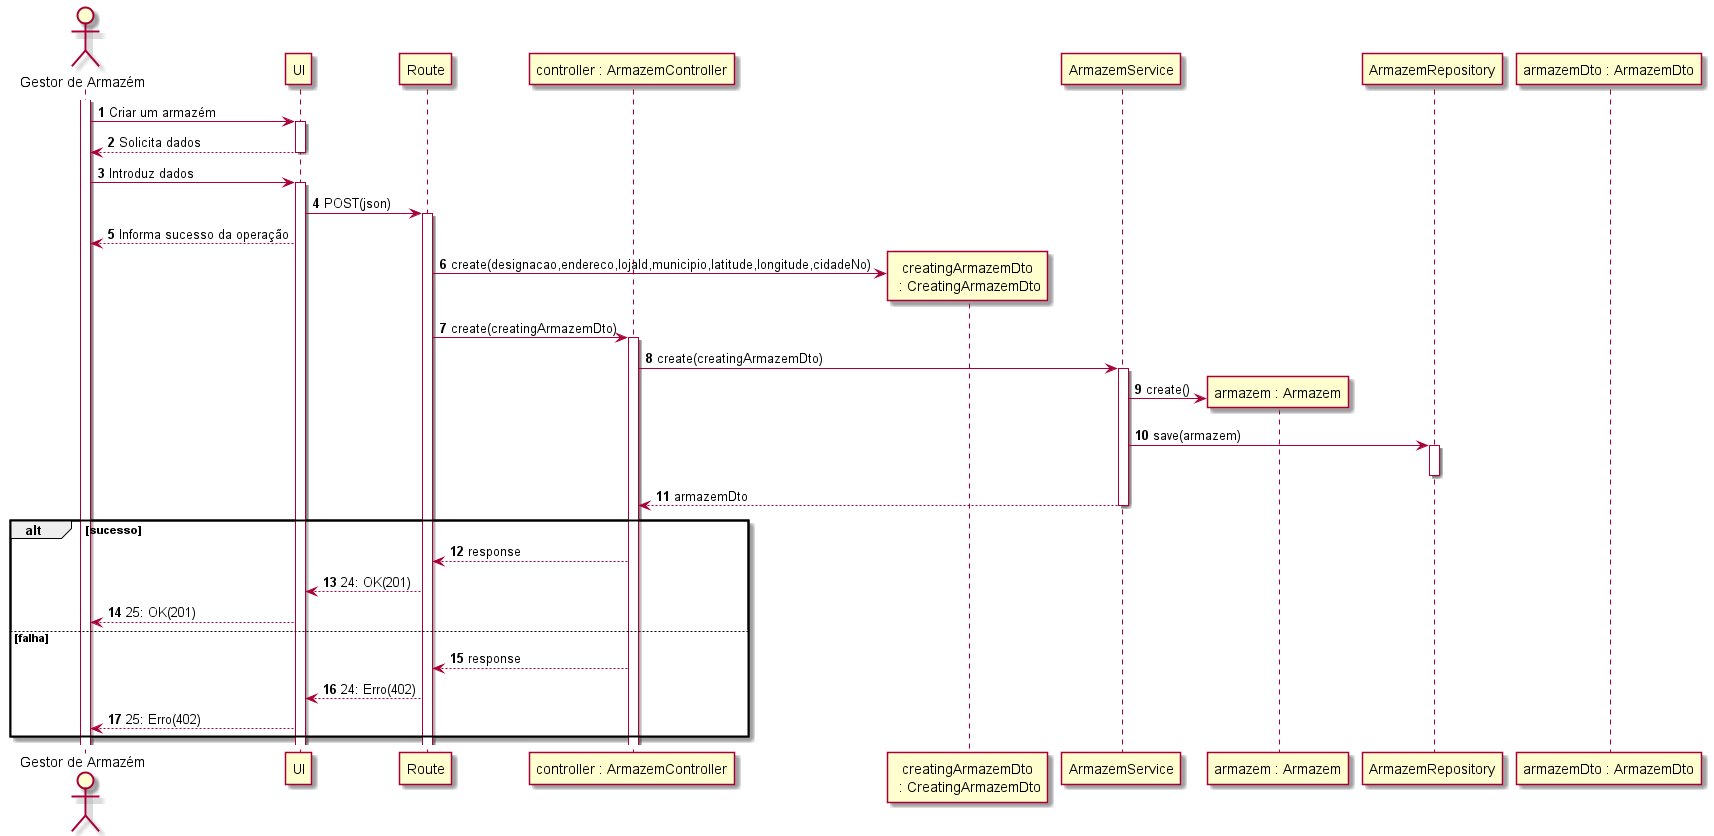 Gestor de Armazém
UI
Route
controller : ArmazemController
ArmazemService
ArmazemRepository
armazemDto : ArmazemDto
1 Criar um armazém
2 Solicita dados
3 Introduz dados
4 POST(json)
5 Informa sucesso da operação
6 create(designacao,endereco,lojaId,municipio,latitude,longitude,cidadeNo)
creatingArmazemDto
: CreatingArmazemDto
7 create(creatingArmazemDto)
8 create(creatingArmazemDto)
9 create()
armazem : Armazem
10 save(armazem)
11 armazemDto
alt [sucesso]
12 response
13 24: OK(201)
14 25: OK(201)
[falha]
15 response
16 24: Erro(402)
17 25: Erro(402)
Gestor de Armazém
UI
Route
controller : ArmazemController
creatingArmazemDto
: CreatingArmazemDto
ArmazemService
armazem : Armazem
ArmazemRepository
armazemDto : ArmazemDto